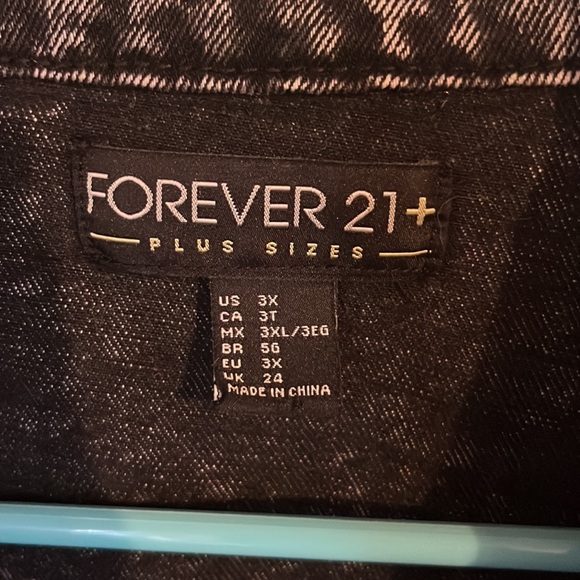 FOREVER 21+
PLUS SIZES
US 3X
CA 3T
MX 3XL/3EG
BR 5G
EU 3X
UK 24
MADE IN CHINA